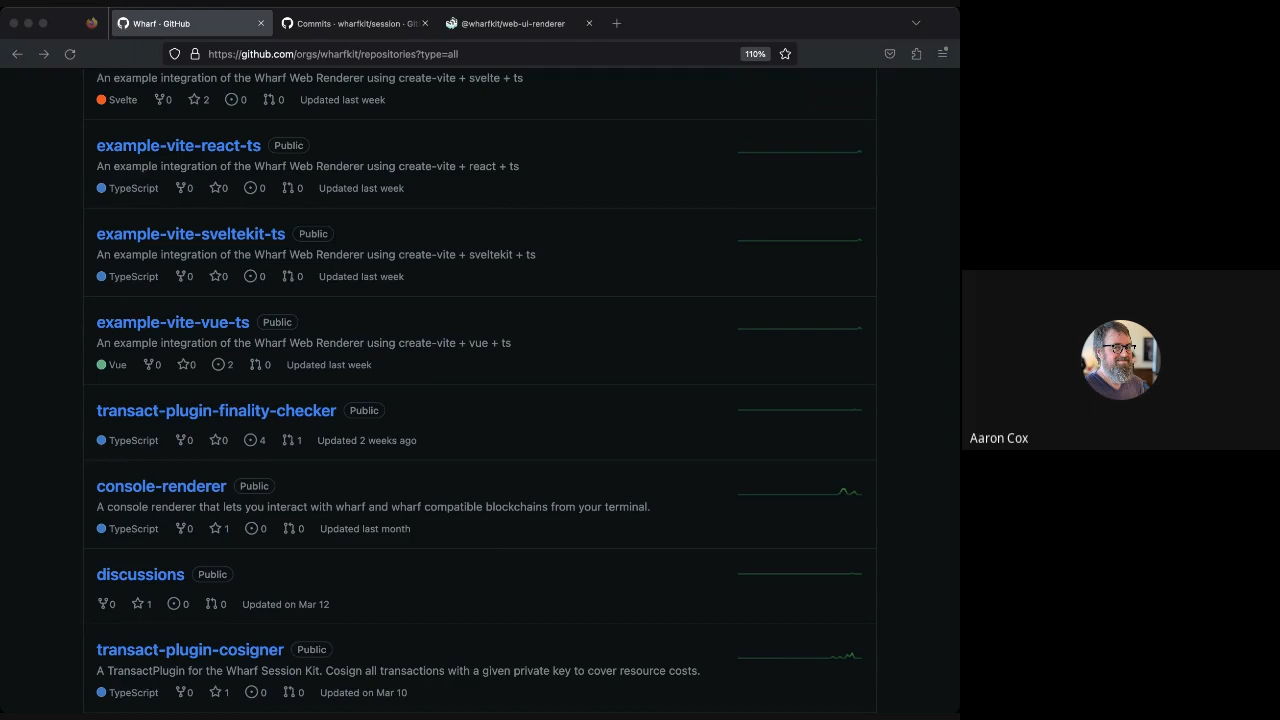 Wharf · GitHub
Commits · wharfkit/session · Git
@wharfkit/web-ui-renderer
https://github.com/orgs/wharfkit/repositories?type=all
110%
An example integration of the Wharf Web Renderer using create-vite + svelte + ts
Svelte 0 2 0 0 Updated last week
example-vite-react-ts Public
An example integration of the Wharf Web Renderer using create-vite + react + ts
TypeScript 0 0 0 0 Updated last week
example-vite-sveltekit-ts Public
An example integration of the Wharf Web Renderer using create-vite + sveltekit + ts
TypeScript 0 0 0 0 Updated last week
example-vite-vue-ts Public
An example integration of the Wharf Web Renderer using create-vite + vue + ts
Vue 0 0 2 0 Updated last week
transact-plugin-finality-checker Public
TypeScript 0 0 4 1 Updated 2 weeks ago
console-renderer Public
A console renderer that lets you interact with wharf and wharf compatible blockchains from your terminal.
TypeScript 0 1 0 0 Updated last month
discussions Public
0 1 0 0 Updated on Mar 12
transact-plugin-cosigner Public
A TransactPlugin for the Wharf Session Kit. Cosign all transactions with a given private key to cover resource costs.
TypeScript 0 1 0 0 Updated on Mar 10
Aaron Cox